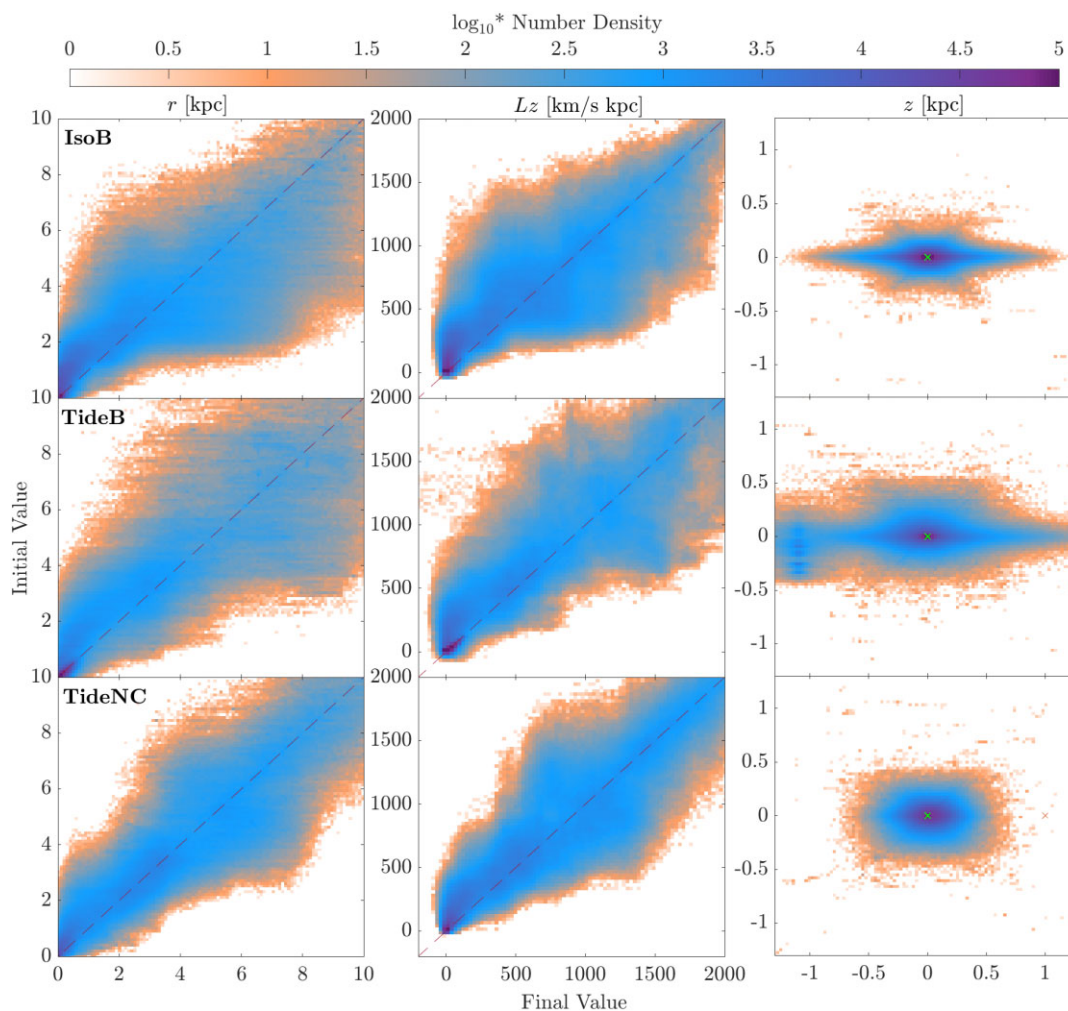 log₁₀* Number Density
0 0.5 1 1.5 2 2.5 3 3.5 4 4.5 5
r [kpc] Lz [km/s kpc] z [kpc]
IsoB
10 8 6 4 2 10
2000 1500 1000 500 0 2000
1 0.5 0 -0.5 -1
TideB
8 6 4 2 10
1500 1000 500 0 2000
1 0.5 0 -0.5 -1
TideNC
8 6 4 2 0
1500 1000 500 0
1 0.5 0 -0.5 -1
Initial Value
0 2 4 6 8 10
0 500 1000 1500 2000
-1 -0.5 0 0.5 1
Final Value